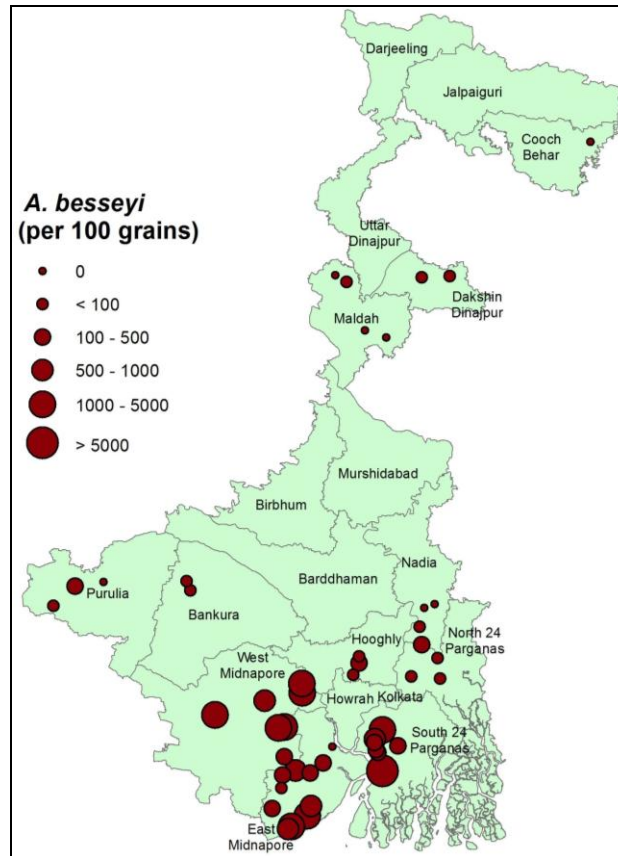 Darjeeling
Jalpaiguri
Cooch
Behar
A. besseyi
(per 100 grains)
0
< 100
100 - 500
500 - 1000
1000 - 5000
> 5000
Uttar
Dinajpur
Dakshin
Dinajpur
Maldah
Murshidabad
Birbhum
Nadia
Barddhaman
Purulia
Bankura
Hooghly
North 24
Parganas
West
Midnapore
Howrah
Kolkata
South 24
Parganas
East
Midnapore